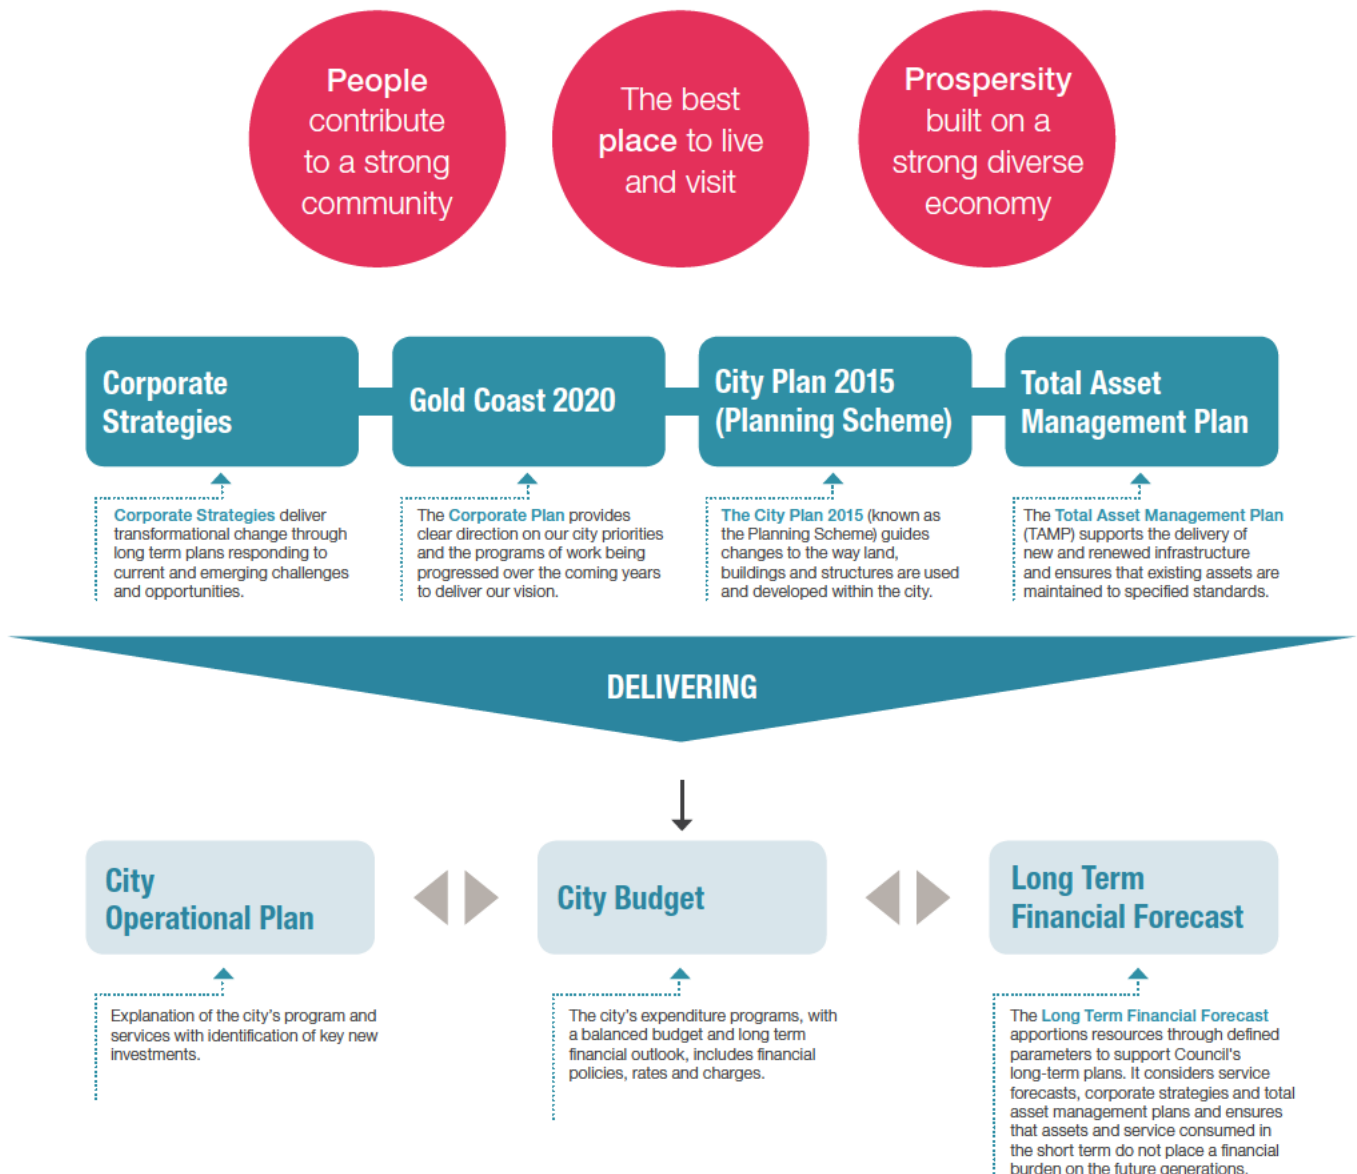 People
contribute
to a strong
community
The best
place to live
and visit
Prospersity
built on a
strong diverse
economy
Corporate
Strategies
Gold Coast 2020
City Plan 2015
(Planning Scheme)
Total Asset
Management Plan
Corporate Strategies deliver
transformational change through
long term plans responding to
current and emerging challenges
and opportunities.
The Corporate Plan provides
clear direction on our city priorities
and the programs of work being
progressed over the coming years
to deliver our vision.
The City Plan 2015 (known as
the Planning Scheme) guides
changes to the way land,
buildings and structures are used
and developed within the city.
The Total Asset Management Plan
(TAMP) supports the delivery of
new and renewed infrastructure
and ensures that existing assets are
maintained to specified standards.
DELIVERING
City
Operational Plan
City Budget
Long Term
Financial Forecast
Explanation of the city's program and
services with identification of key new
investments.
The city's expenditure programs, with
a balanced budget and long term
financial outlook, includes financial
policies, rates and charges.
The Long Term Financial Forecast
apportions resources through defined
parameters to support Council's
long-term plans. It considers service
forecasts, corporate strategies and total
asset management plans and ensures
that assets and service consumed in
the short term do not place a financial
burden on the future generations.